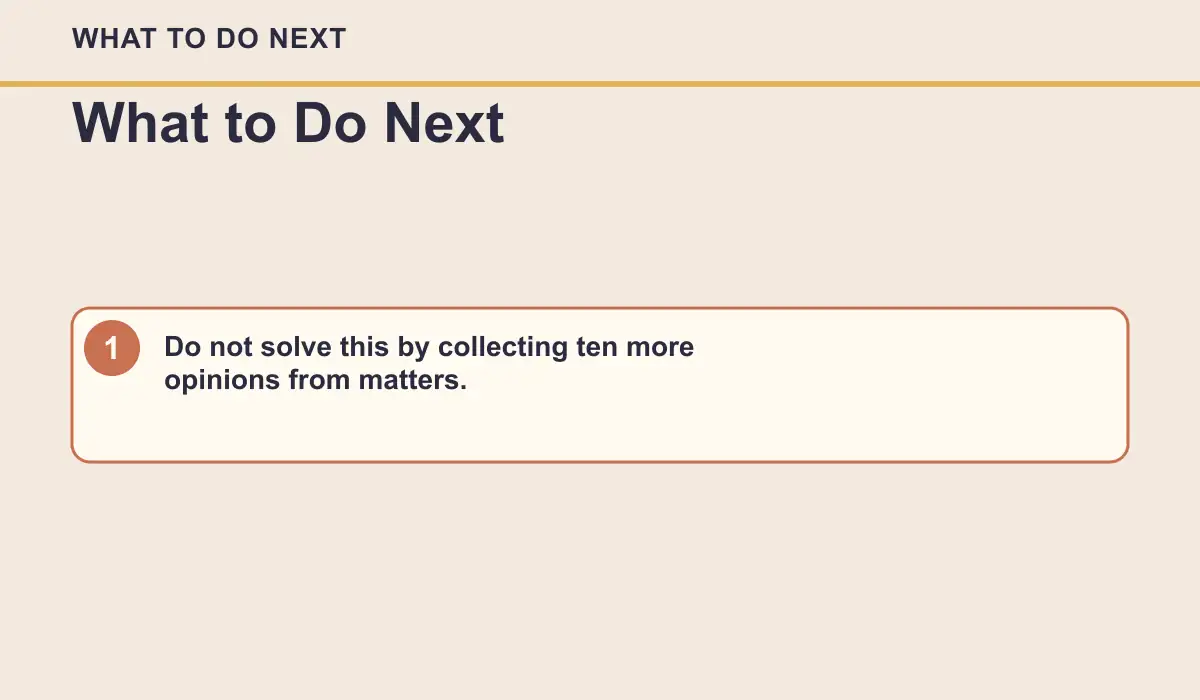 WHAT TO DO NEXT
What to Do Next
1
Do not solve this by collecting ten more
opinions from matters.